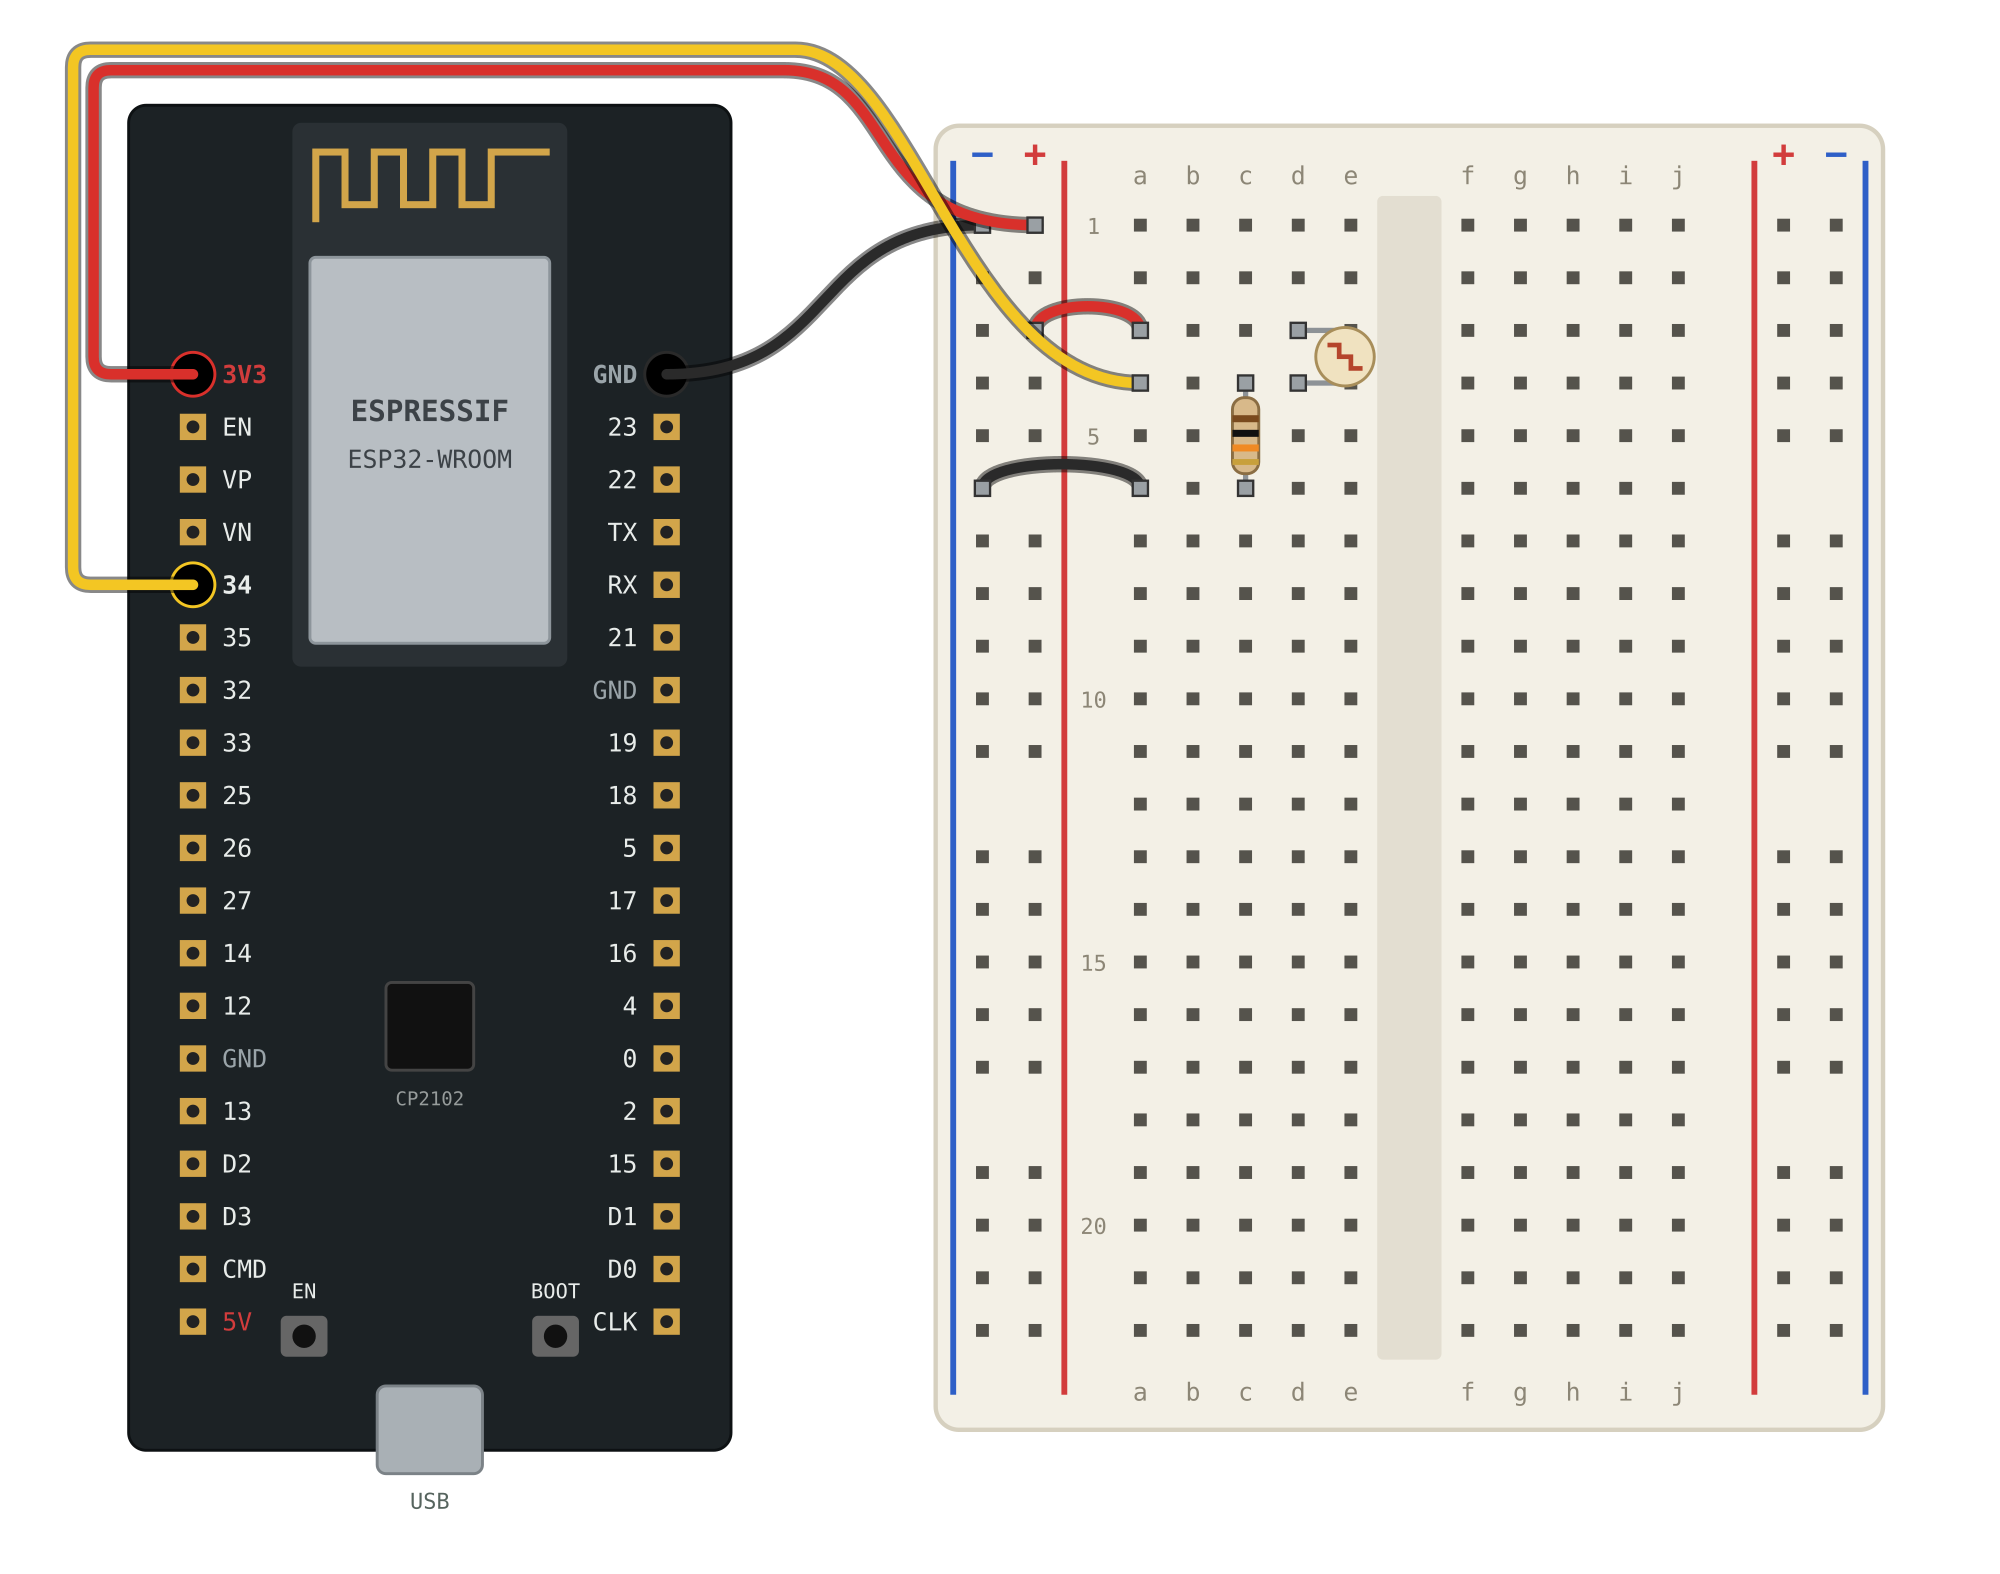 − + + −
a b c d e f g h i j
1
5
10
15
20
a b c d e f g h i j
ESPRESSIF
ESP32-WROOM
3V3 GND
EN 23
VP 22
VN TX
34 RX
35 21
32 GND
33 19
25 18
26 5
27 17
14 16
12 4
GND 0
13 2
D2 15
D3 D1
CMD D0
5V CLK
CP2102
EN BOOT
USB